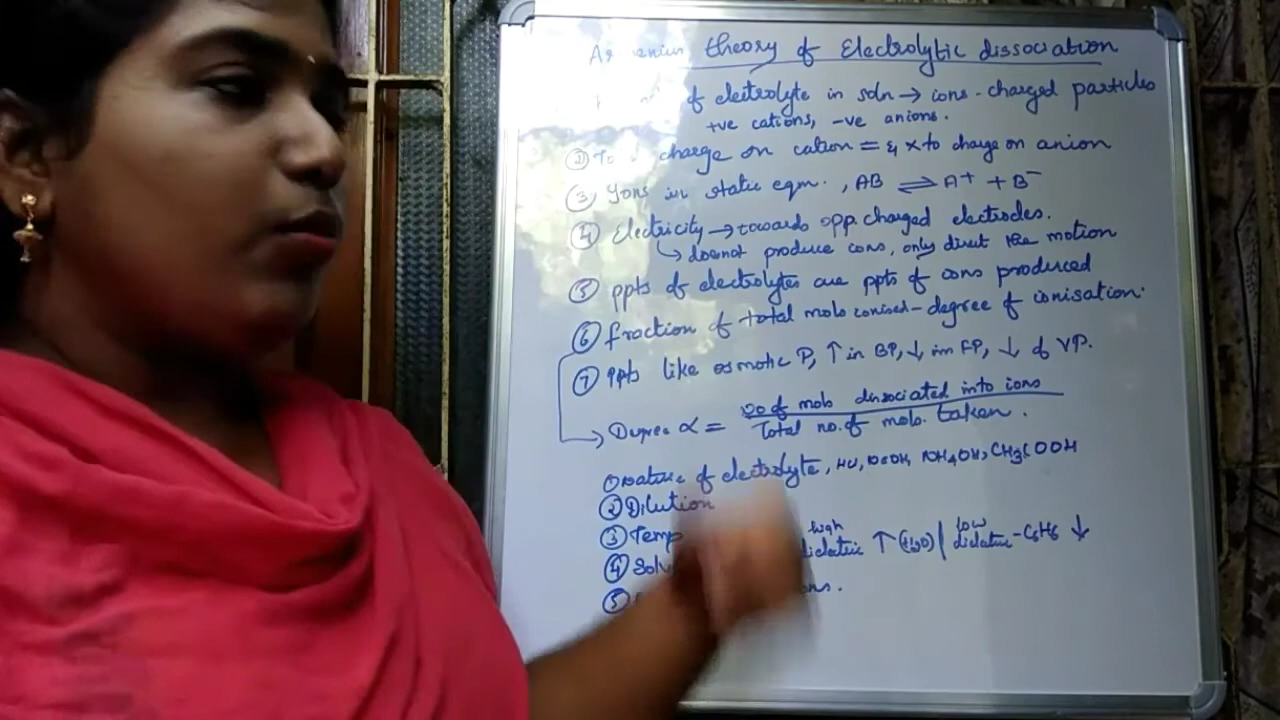 theory of Electrolytic dissociation
of electrolyte in soln → ions - charged particles
+ve cations, -ve anions.
② charge on cation = & x to charge on anion
③ Ions in static eqm. , AB ⇌ A+ + B-
④ Electricity → towards opp. charged electrodes.
↳ doesnot produce ions, only direct the motion
⑤ ppts of electrolytes are ppts of ions produced
⑥ fraction of total mols ionised - degree of ionisation.
⑦ ppts like osmotic P, ↑ in BP, ↓ in FP, ↓ of VP.
→ Degree α = no of mols dissociated into ions
Total no. of mols. taken.
① nature of electrolyte, HCl, NH4OH, CH3COOH
② Dilution
③ Temp
high low
④ Solv dielectric ↑ (H2O) | dielectric - C6H6 ↓
⑤ ons.